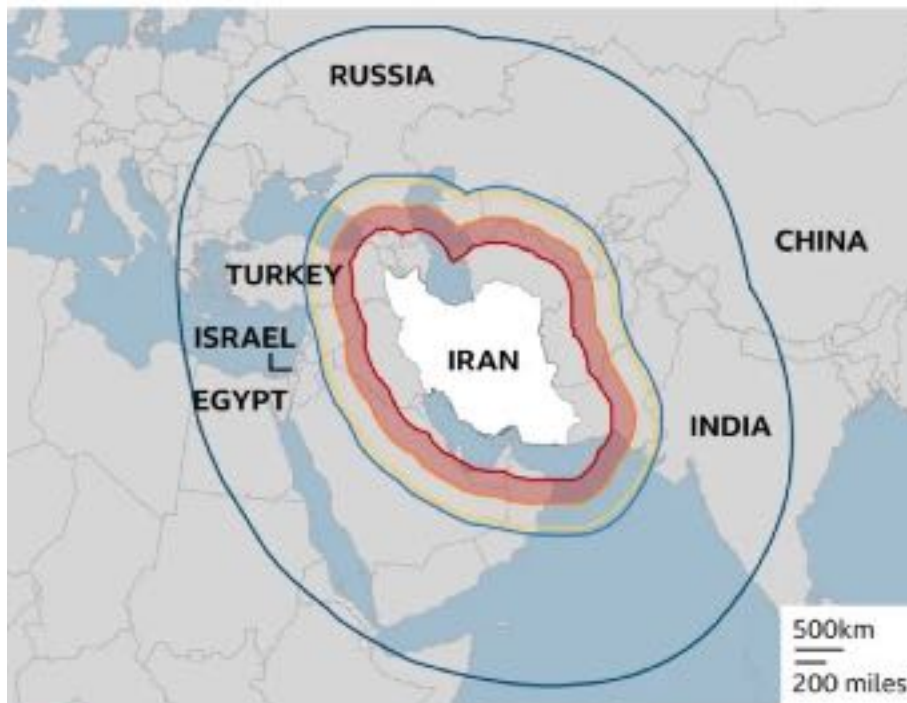 RUSSIA
CHINA
TURKEY
ISRAEL
IRAN
EGYPT
INDIA
500km
200 miles